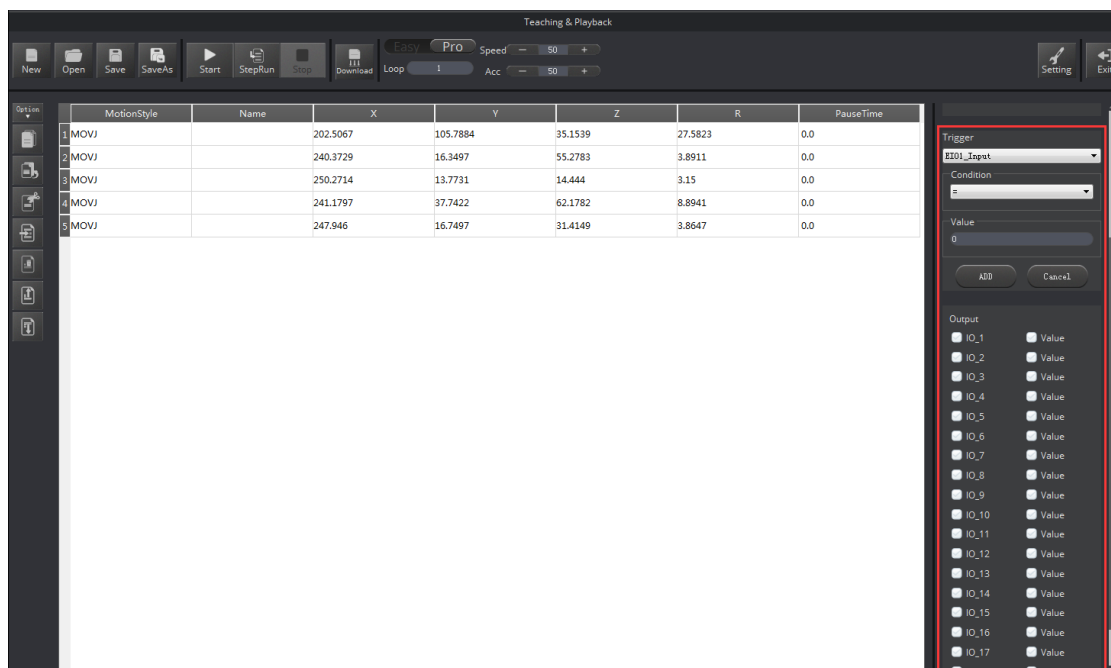 Teaching & Playback
New Open Save SaveAs Start StepRun Stop Download Easy Pro Speed − 50 + Setting Exi
Loop 1 Acc − 50 +
Option
MotionStyle Name X Y Z R PauseTime
1 MOVJ 202.5067 105.7884 35.1539 27.5823 0.0
2 MOVJ 240.3729 16.3497 55.2783 3.8911 0.0
3 MOVJ 250.2714 13.7731 14.444 3.15 0.0
4 MOVJ 241.1797 37.7422 62.1782 8.8941 0.0
5 MOVJ 247.946 16.7497 31.4149 3.8647 0.0
Trigger
EIO1_Input
Condition
=
Value
0
ADD Cancel
Output
IO_1 Value
IO_2 Value
IO_3 Value
IO_4 Value
IO_5 Value
IO_6 Value
IO_7 Value
IO_8 Value
IO_9 Value
IO_10 Value
IO_11 Value
IO_12 Value
IO_13 Value
IO_14 Value
IO_15 Value
IO_16 Value
IO_17 Value